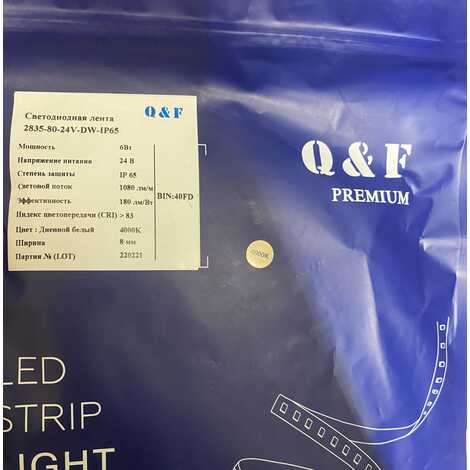 Светодиодная лента
2835-80-24V-DW-IP65
Q & F
Мощность 6Вт
Напряжение питания 24 В
Степень защиты IP 65
Световой поток 1080 лм/м
Эффективность 180 лм/Вт
Индекс цветопередачи (CRI) > 83
Цвет : Дневной белый 4000K
Ширина 8 мм
Партия № (LOT) 220221
BIN:40FD
Q & F
PREMIUM
4000K
LED
STRIP
LIGHT